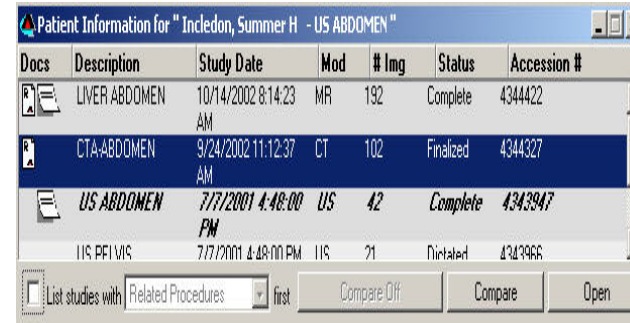 Patient Information for " Incledon, Summer H - US ABDOMEN "
Docs Description Study Date Mod # Img Status Accession #
LIVER ABDOMEN 10/14/2002 8:14:23 MR 192 Complete 4344422
AM
CTA-ABDOMEN 9/24/2002 11:12:37 CT 102 Finalized 4344327
AM
US ABDOMEN 7/7/2001 4:48:00 US 42 Complete 4343947
PM
US PELVIS 7/7/2001 4:48:00 PM US 21 Dictated 4343966
List studies with Related Procedures first Compare Off Compare Open